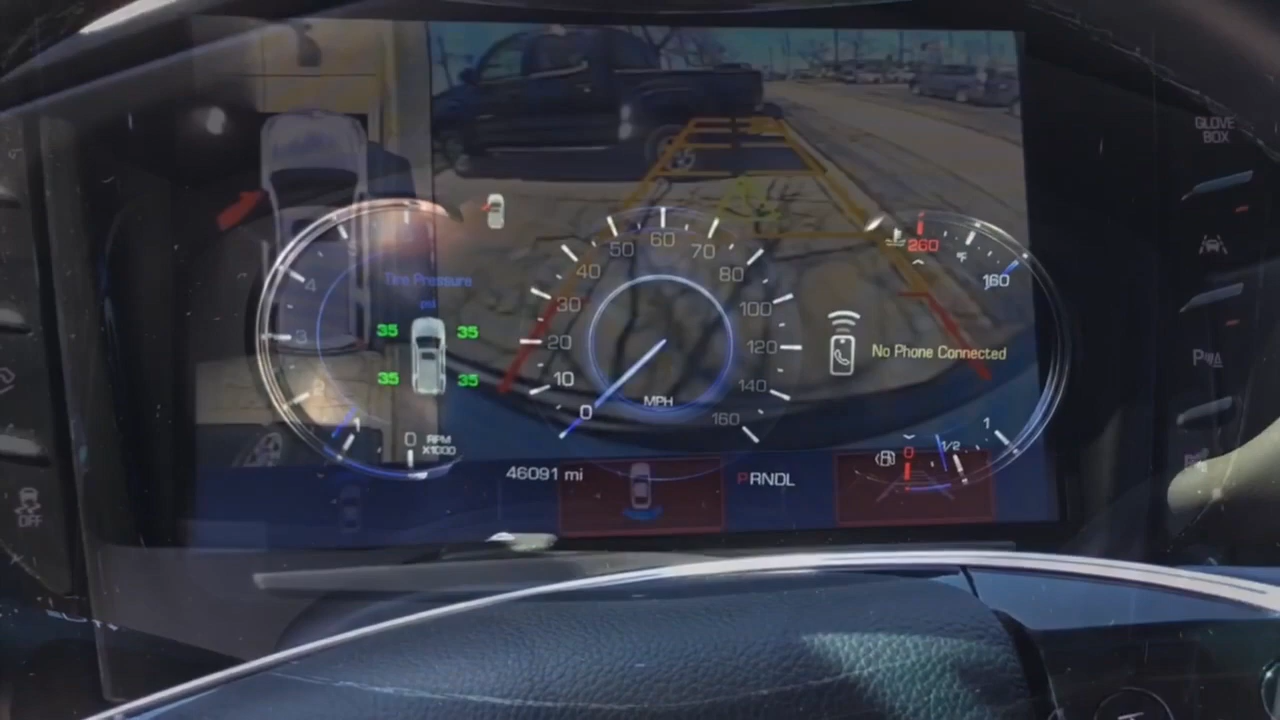 GLOVE
BOX
60
50
70
260
°F
40
80
160
Tire Pressure
psi
4
30
100
3
35 35
20
120
No Phone Connected
35 35
10
140
2
MPH
0
160
1
1
0
RPM
X1000
1/2
0
46091 mi
PRNDL
OFF